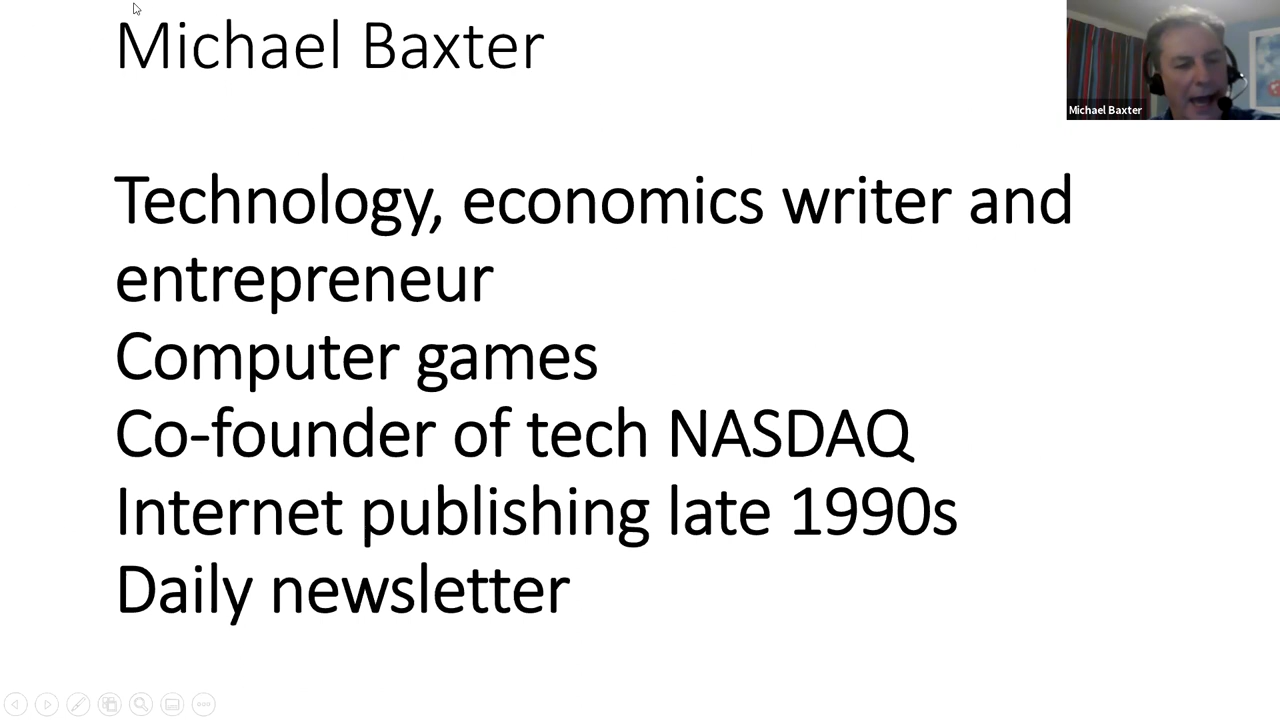 Michael Baxter
Michael Baxter
Technology, economics writer and
entrepreneur
Computer games
Co-founder of tech NASDAQ
Internet publishing late 1990s
Daily newsletter